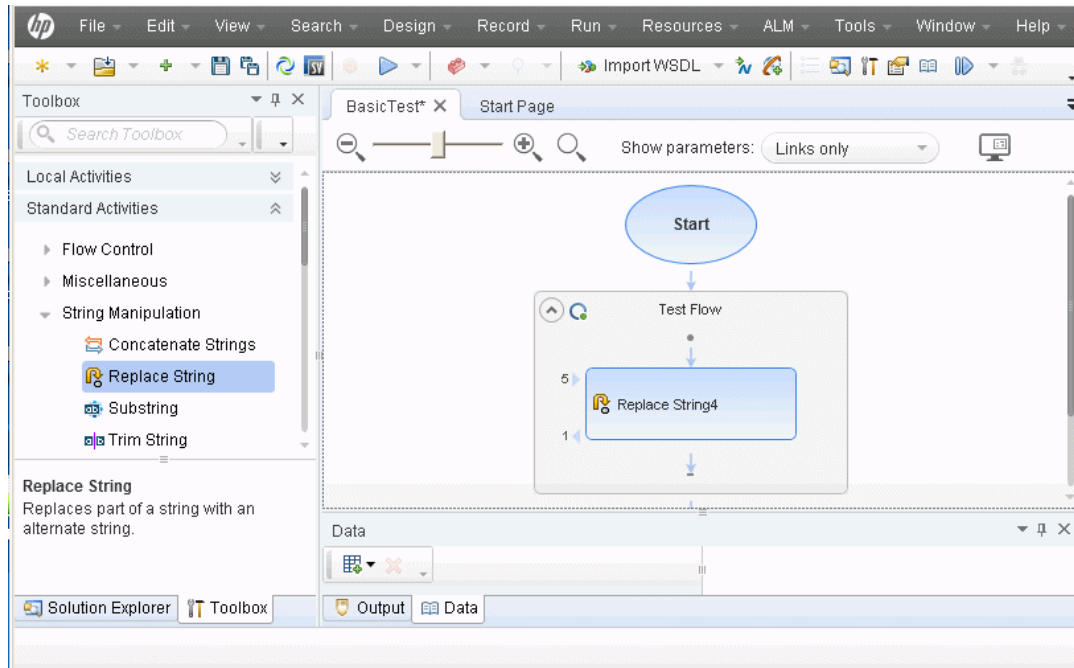 hp File Edit View Search Design Record Run Resources ALM Tools Window Help
SV Import WSDL
Toolbox
BasicTest* Start Page
Search Toolbox
Show parameters: Links only
Local Activities
Standard Activities
Flow Control
Miscellaneous
String Manipulation
Concatenate Strings
Replace String
Substring
Trim String
Replace String
Replaces part of a string with an
alternate string.
Solution Explorer Toolbox
Start
Test Flow
5
Replace String4
1
Data
Output Data